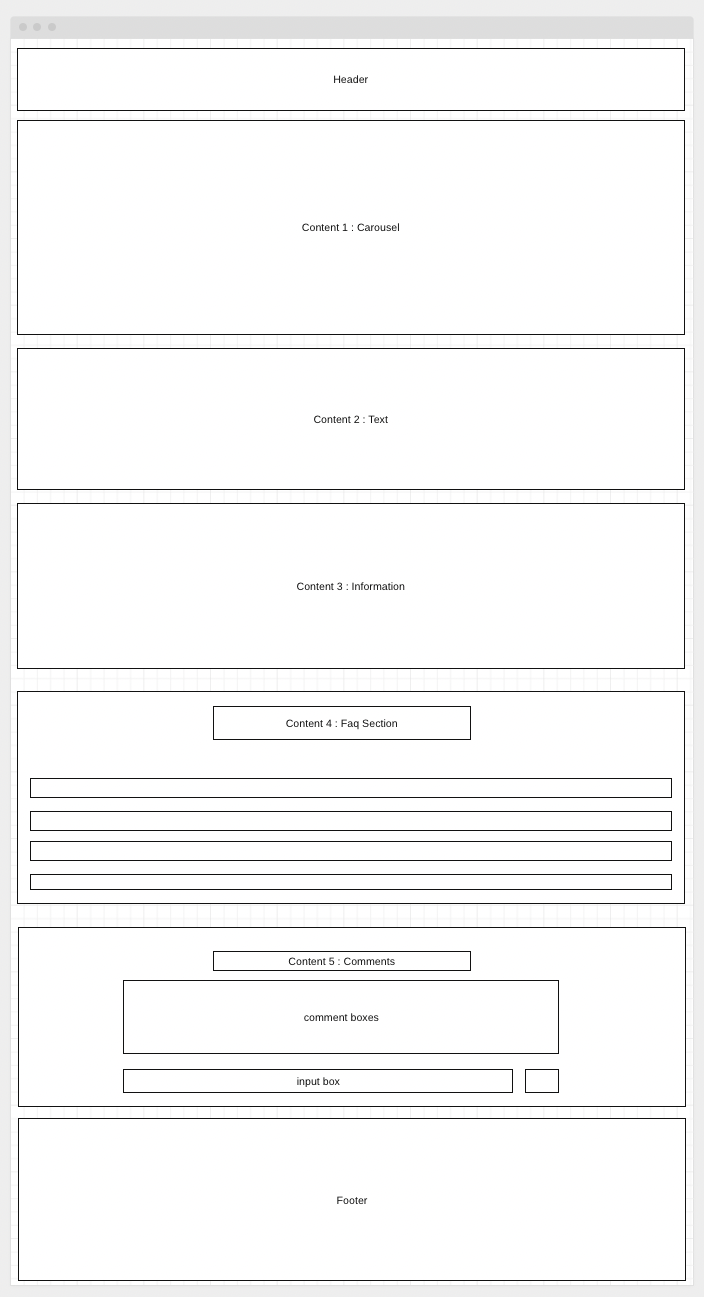 Header
Content 1 : Carousel
Content 2 : Text
Content 3 : Information
Content 4 : Faq Section
Content 5 : Comments
comment boxes
input box
Footer